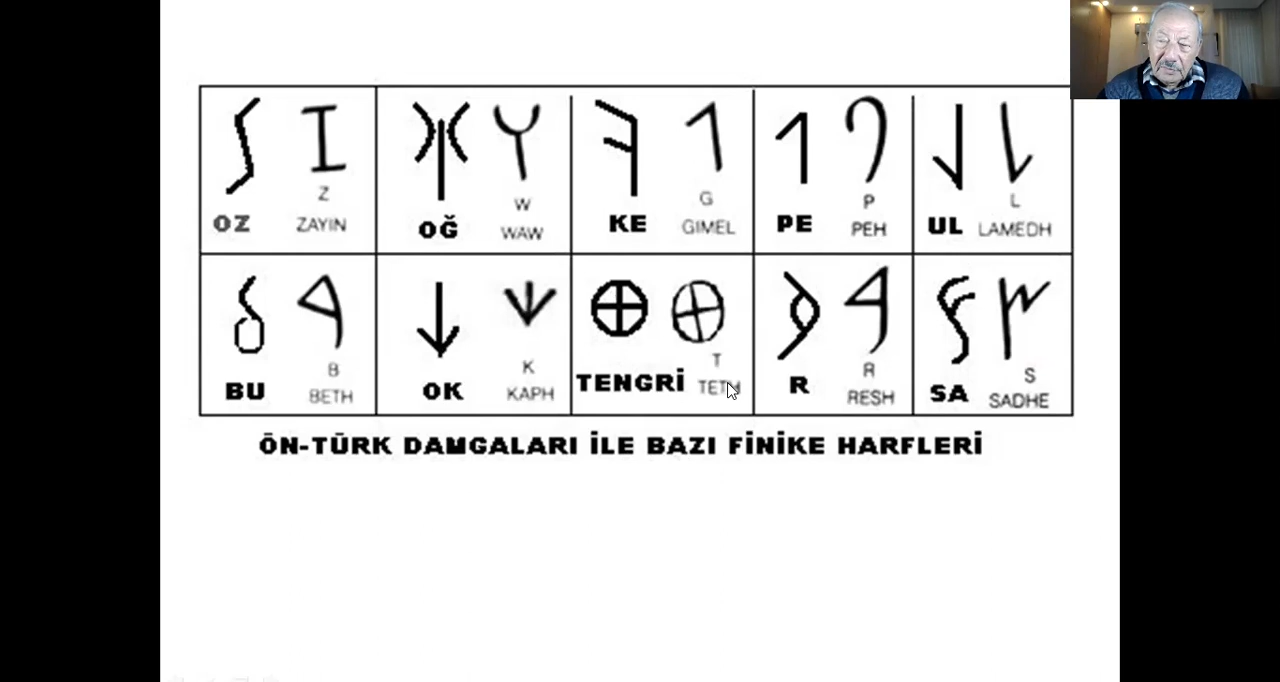 Z W G P L
OZ ZAYIN OĞ WAW KE GIMEL PE PEH UL LAMEDH
B K T R S
BU BETH OK KAPH TENGRİ TETH R RESH SA SADHE
ÖN-TÜRK DAMGALARI İLE BAZI FİNİKE HARFLERİ